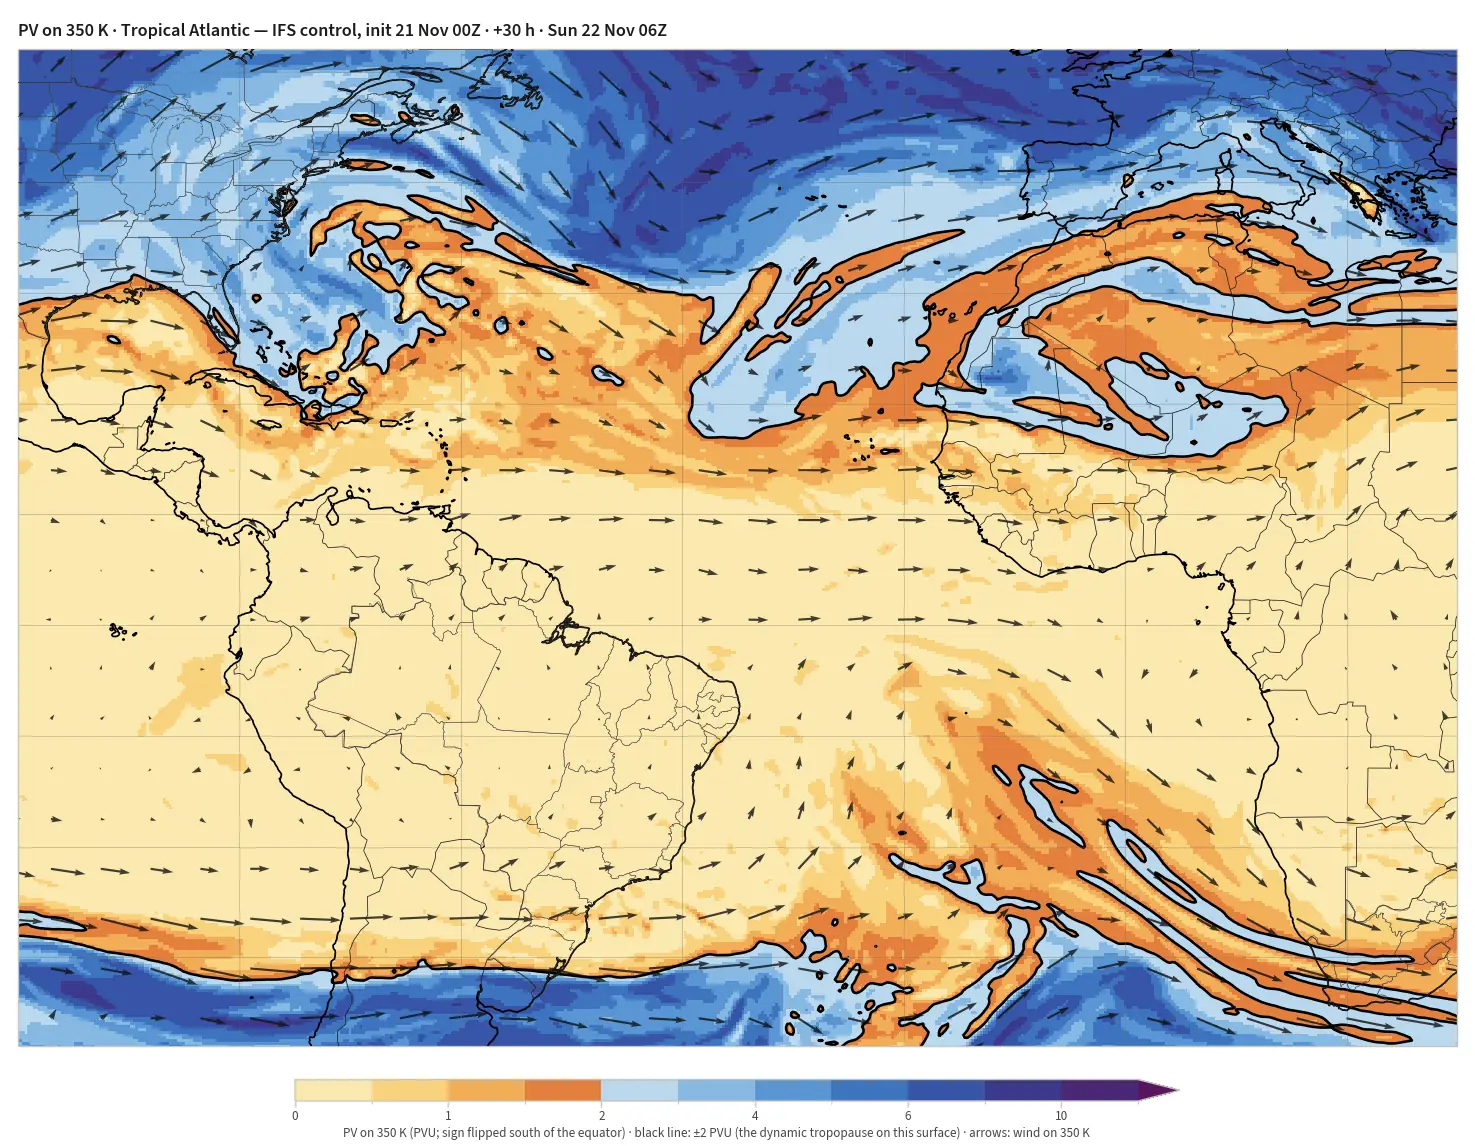 PV on 350 K · Tropical Atlantic — IFS control, init 21 Nov 00Z · +30 h · Sun 22 Nov 06Z
0 1 2 4 6 10
PV on 350 K (PVU; sign flipped south of the equator) · black line: ±2 PVU (the dynamic tropopause on this surface) · arrows: wind on 350 K